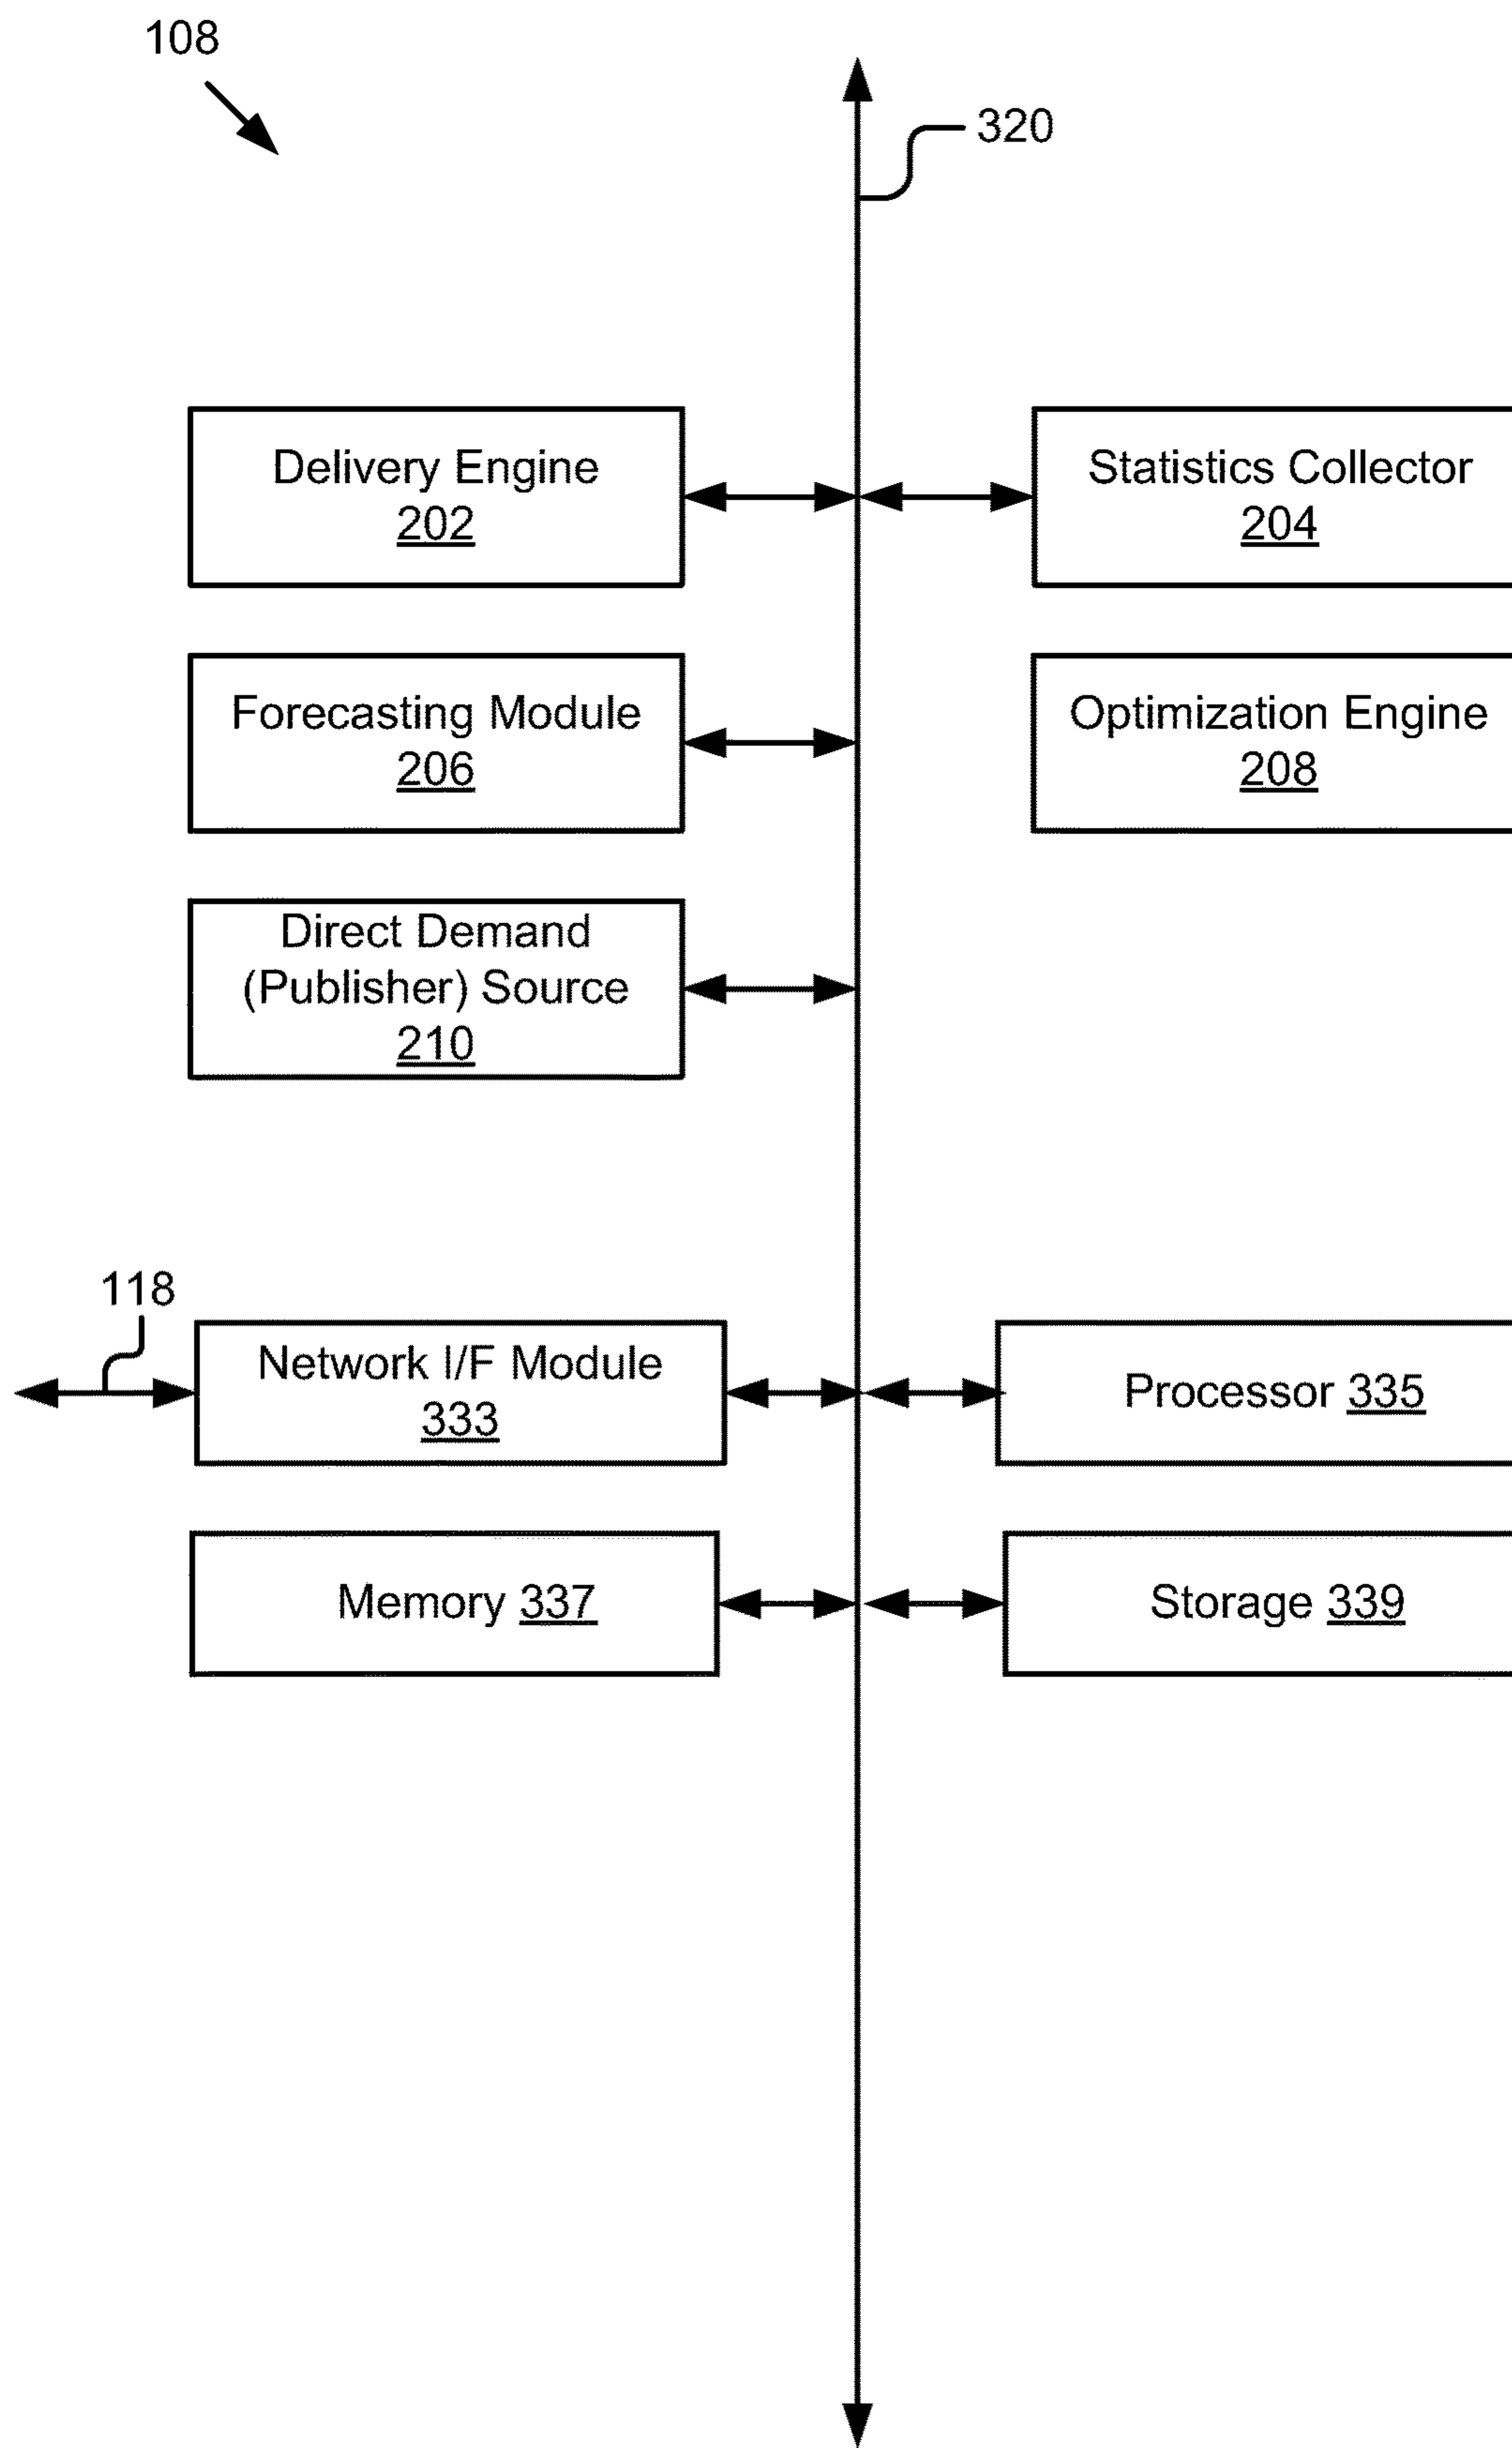 108
320
Delivery Engine
202
Statistics Collector
204
Forecasting Module
206
Optimization Engine
208
Direct Demand
(Publisher) Source
210
118
Network I/F Module
333
Processor 335
Memory 337
Storage 339